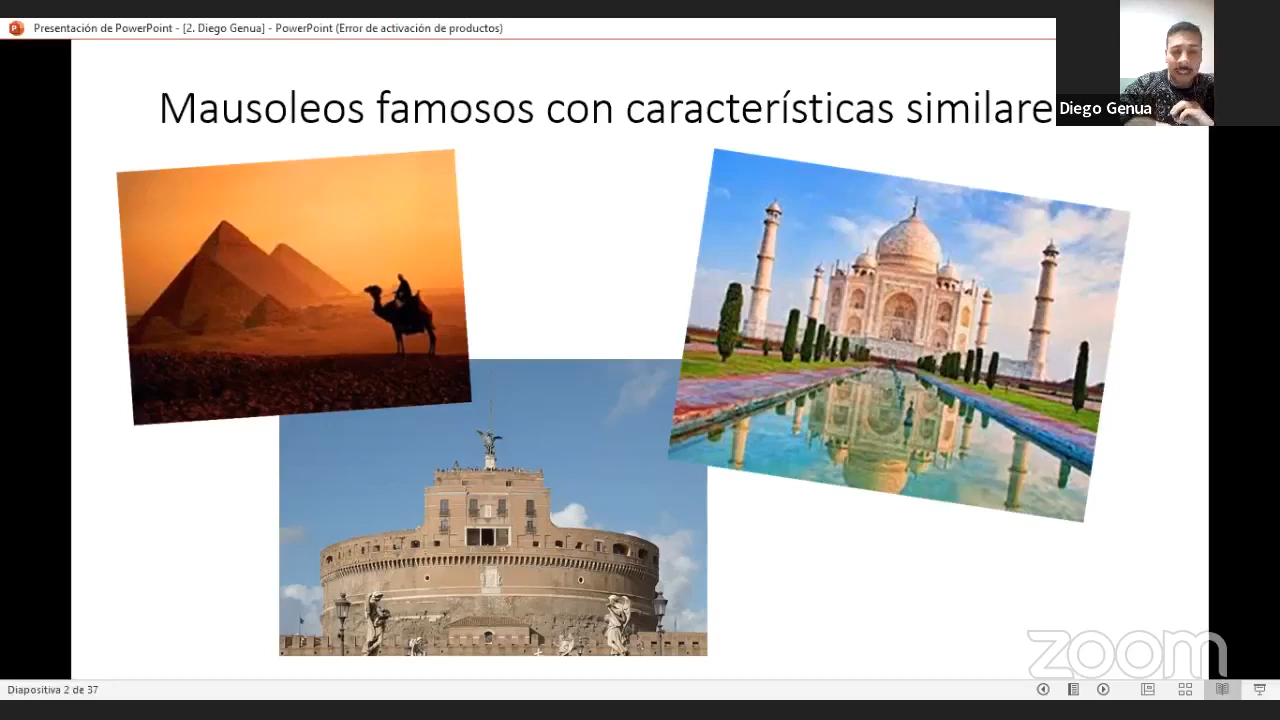 Presentación de PowerPoint - [2. Diego Genua] - PowerPoint (Error de activación de productos)
Mausoleos famosos con características similare
Diego Genua
zoom
Diapositiva 2 de 37